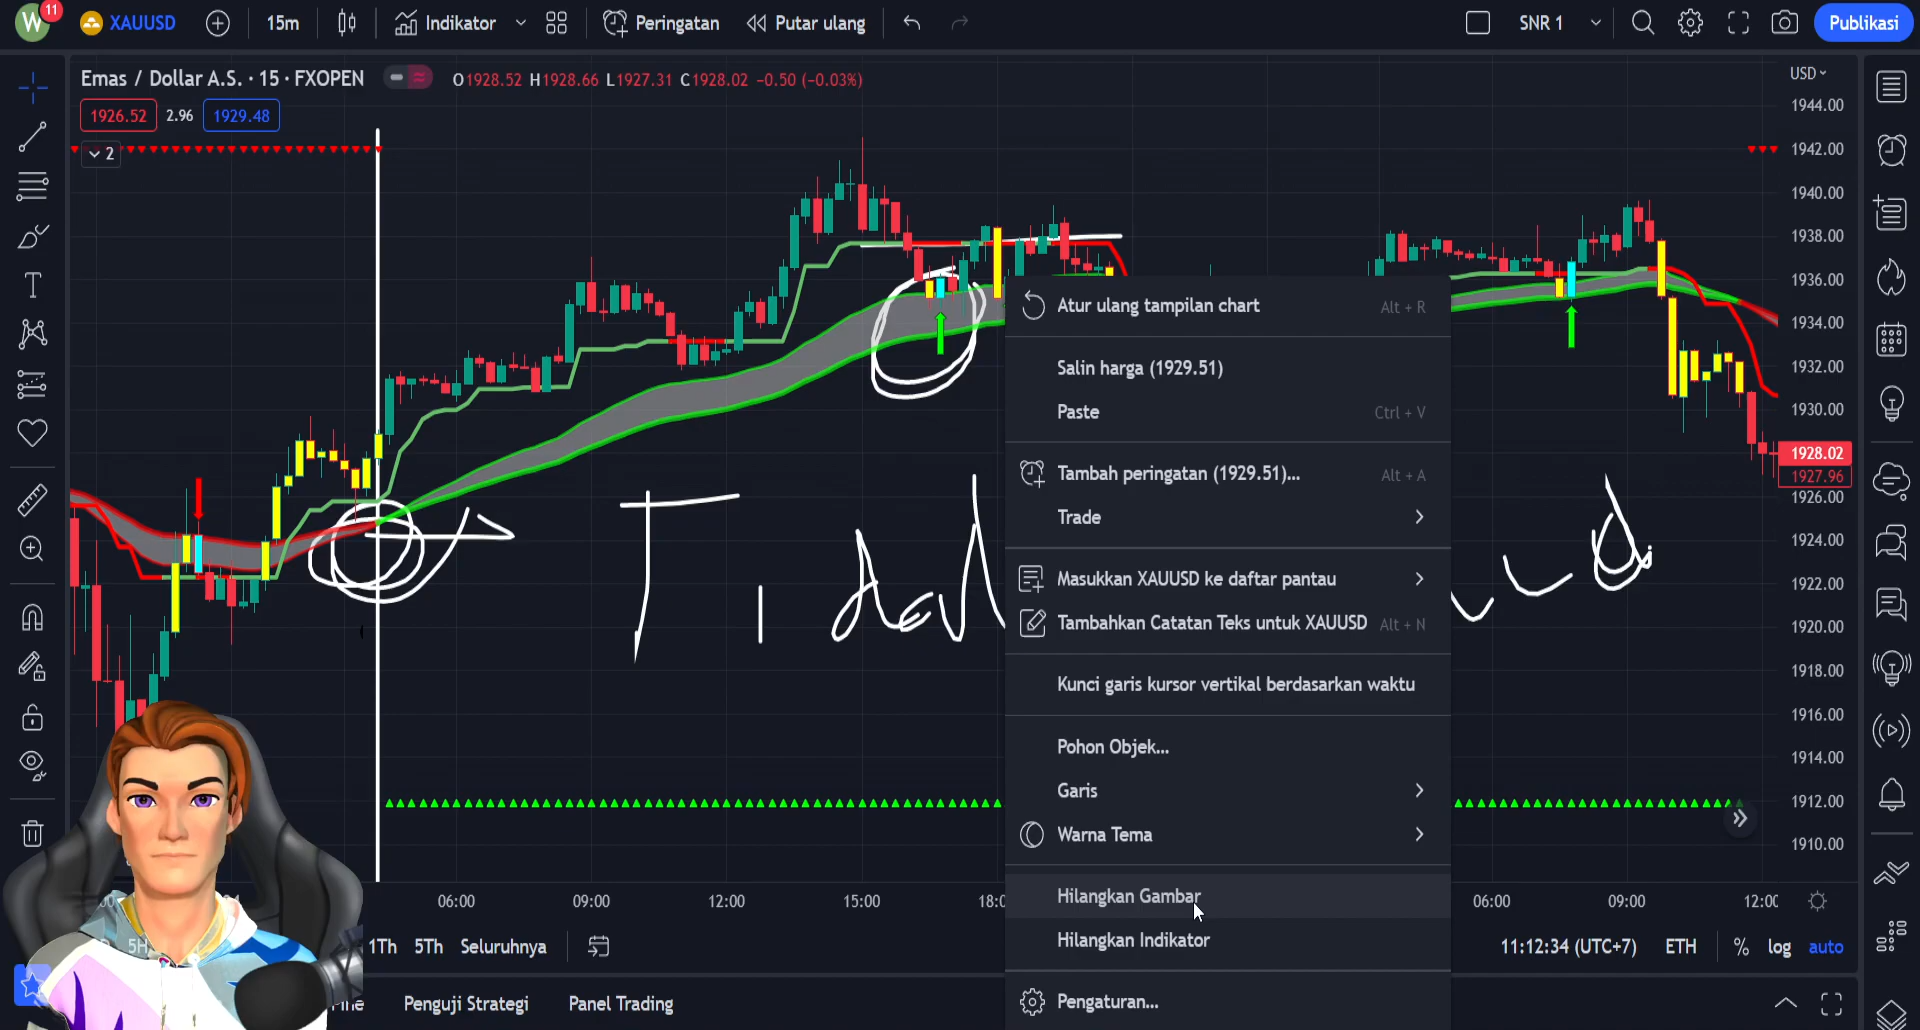 W 11 XAUUSD 15m Indikator Peringatan Putar ulang SNR 1 Publikasi
Emas / Dollar A.S. · 15 · FXOPEN O1928.52 H1928.66 L1927.31 C1928.02 −0.50 (−0.03%)
USD
1926.52 2.96 1929.48
2
1944.00
1942.00
1940.00
1938.00
1936.00
1934.00
1932.00
1930.00
1928.02
1927.96
1926.00
1924.00
1922.00
1920.00
1918.00
1916.00
1914.00
1912.00
1910.00
Atur ulang tampilan chart Alt + R
Salin harga (1929.51)
Paste Ctrl + V
Tambah peringatan (1929.51)... Alt + A
Trade
Masukkan XAUUSD ke daftar pantau
Tambahkan Catatan Teks untuk XAUUSD Alt + N
Kunci garis kursor vertikal berdasarkan waktu
Pohon Objek...
Garis
Warna Tema
Hilangkan Gambar
Hilangkan Indikator
Pengaturan...
06:00 09:00 12:00 15:00 18:0 06:00 09:00 12:00
5H 1Th 5Th Seluruhnya 11:12:34 (UTC+7) ETH % log auto
Penguji Strategi Panel Trading